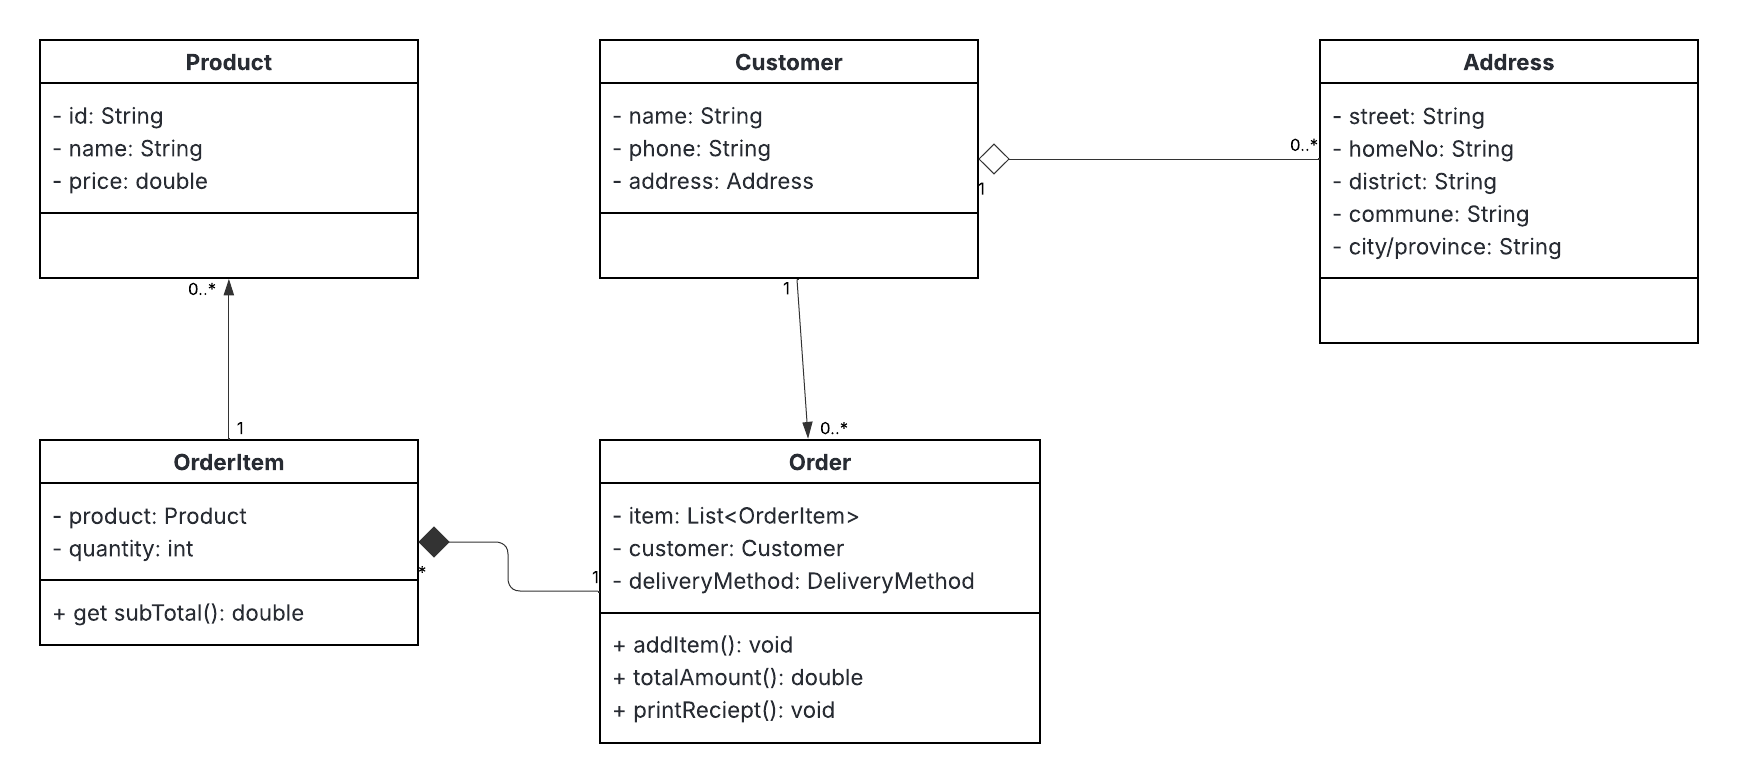 Product
- id: String
- name: String
- price: double
Customer
- name: String
- phone: String
- address: Address
1
0..*
Address
- street: String
- homeNo: String
- district: String
- commune: String
- city/province: String
0..*
1
1
0..*
OrderItem
- product: Product
- quantity: int
+ get subTotal(): double
*
1
Order
- item: List<OrderItem>
- customer: Customer
- deliveryMethod: DeliveryMethod
+ addItem(): void
+ totalAmount(): double
+ printReciept(): void